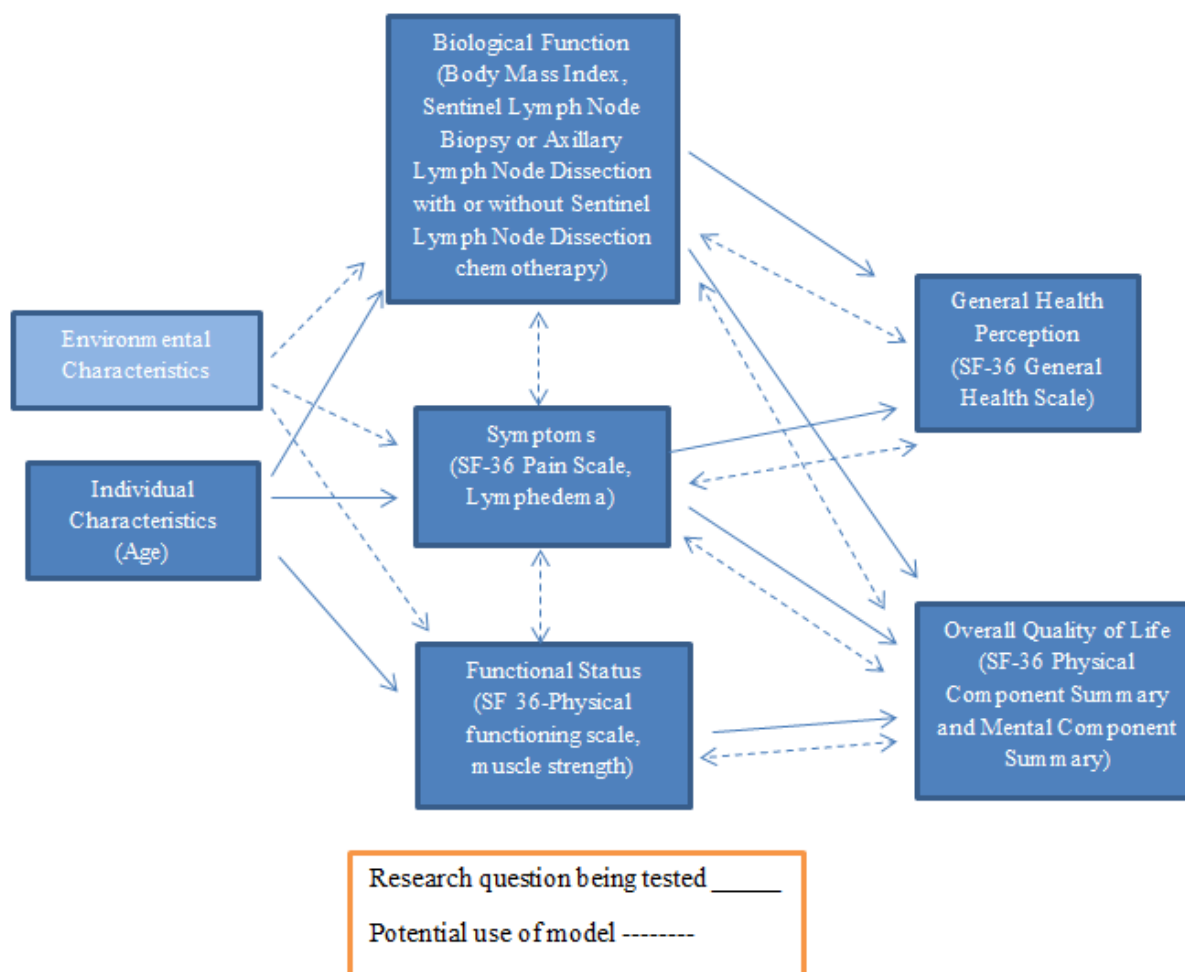 Biological Function
(Body Mass Index,
Sentinel Lymph Node
Biopsy or Axillary
Lymph Node Dissection
with or without Sentinel
Lymph Node Dissection
chemotherapy)
Environmental
Characteristics
General Health
Perception
(SF-36 General
Health Scale)
Symptoms
(SF-36 Pain Scale,
Lymphedema)
Individual
Characteristics
(Age)
Functional Status
(SF 36-Physical
functioning scale,
muscle strength)
Overall Quality of Life
(SF-36 Physical
Component Summary
and Mental Component
Summary)
Research question being tested _____
Potential use of model --------